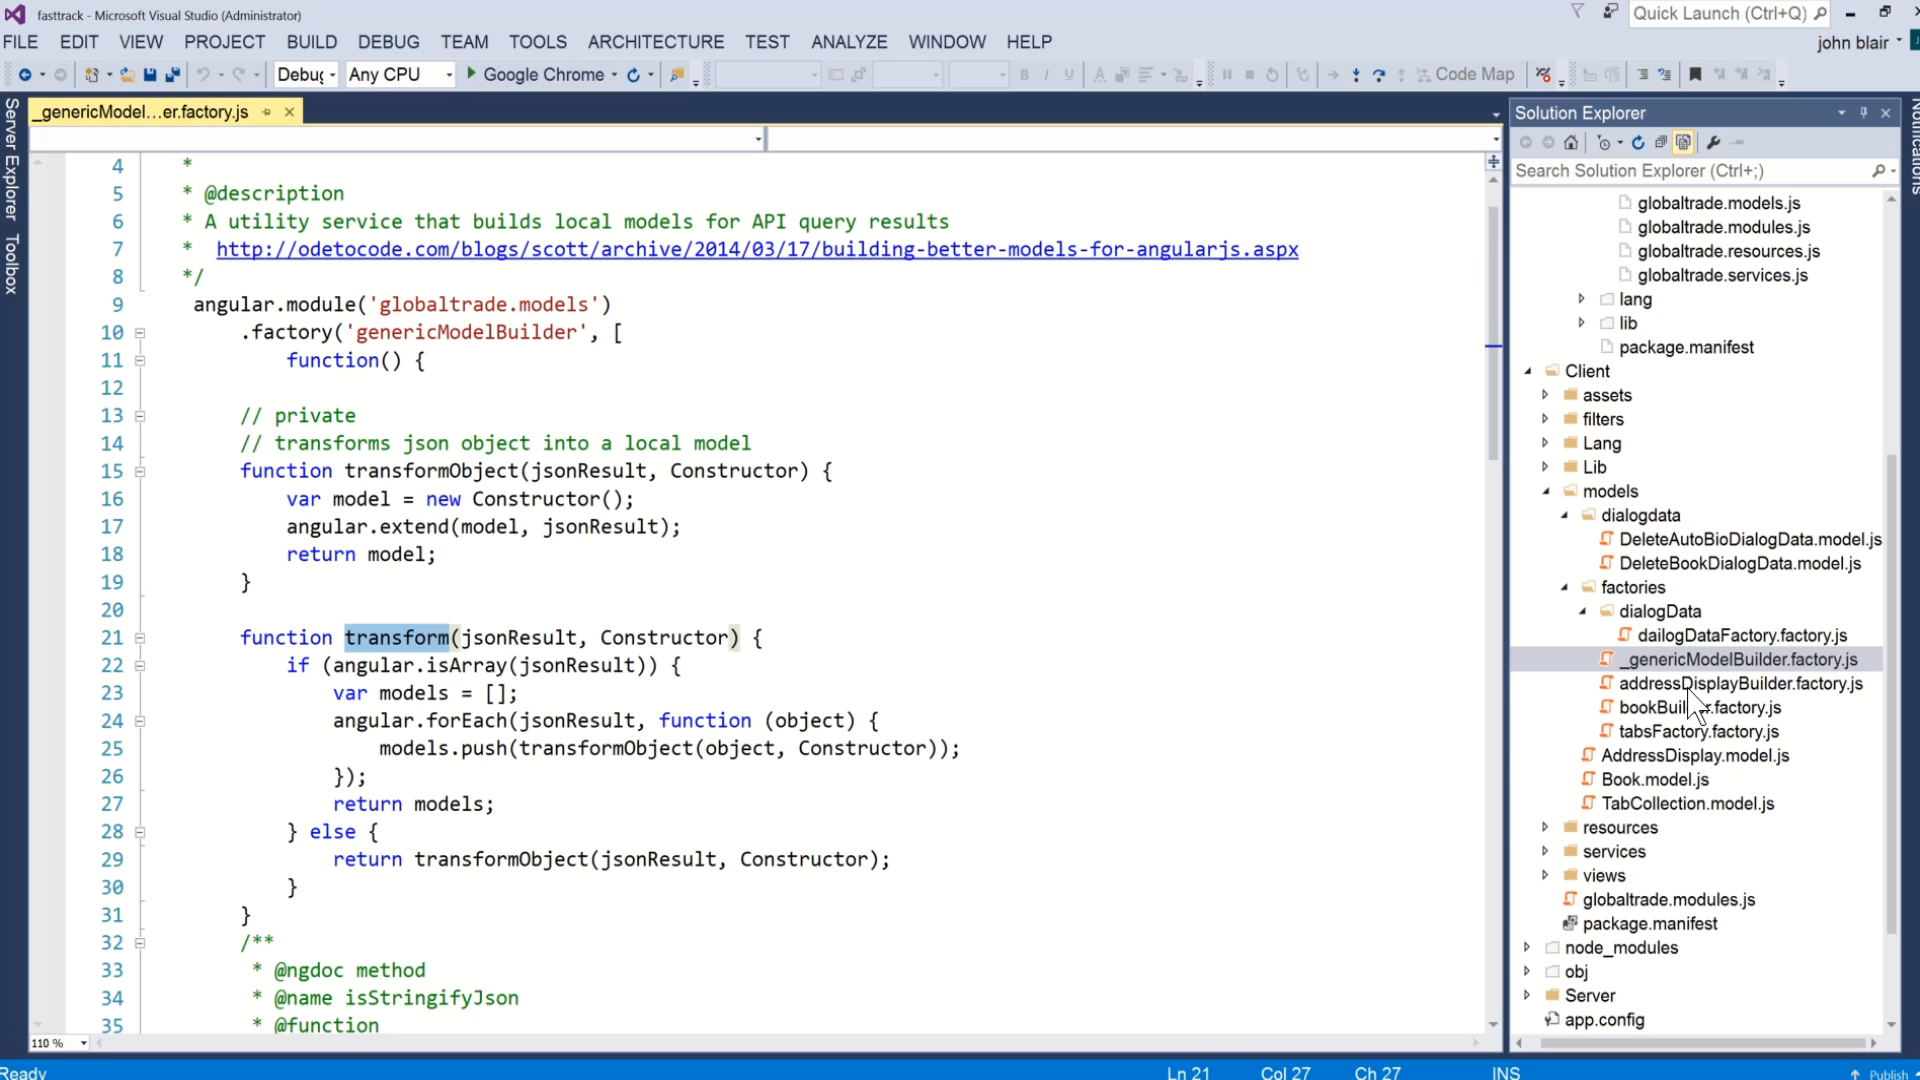 fasttrack - Microsoft Visual Studio (Administrator)
Quick Launch (Ctrl+Q)
FILE EDIT VIEW PROJECT BUILD DEBUG TEAM TOOLS ARCHITECTURE TEST ANALYZE WINDOW HELP
john blair
Debug Any CPU Google Chrome Code Map
Server Explorer
Toolbox
Notifications
_genericModel...er.factory.js
4 *
5 * @description
6 * A utility service that builds local models for API query results
7 * http://odetocode.com/blogs/scott/archive/2014/03/17/building-better-models-for-angularjs.aspx
8 */
9 angular.module('globaltrade.models')
10 .factory('genericModelBuilder', [
11 function() {
12
13 // private
14 // transforms json object into a local model
15 function transformObject(jsonResult, Constructor) {
16 var model = new Constructor();
17 angular.extend(model, jsonResult);
18 return model;
19 }
20
21 function transform(jsonResult, Constructor) {
22 if (angular.isArray(jsonResult)) {
23 var models = [];
24 angular.forEach(jsonResult, function (object) {
25 models.push(transformObject(object, Constructor));
26 });
27 return models;
28 } else {
29 return transformObject(jsonResult, Constructor);
30 }
31 }
32 /**
33 * @ngdoc method
34 * @name isStringifyJson
35 * @function
110 %
Solution Explorer
Search Solution Explorer (Ctrl+;)
globaltrade.models.js
globaltrade.modules.js
globaltrade.resources.js
globaltrade.services.js
lang
lib
package.manifest
Client
assets
filters
Lang
Lib
models
dialogdata
DeleteAutoBioDialogData.model.js
DeleteBookDialogData.model.js
factories
dialogData
dailogDataFactory.factory.js
_genericModelBuilder.factory.js
addressDisplayBuilder.factory.js
bookBuilder.factory.js
tabsFactory.factory.js
AddressDisplay.model.js
Book.model.js
TabCollection.model.js
resources
services
views
globaltrade.modules.js
package.manifest
node_modules
obj
Server
app.config
Ready Ln 21 Col 27 Ch 27 INS Publish